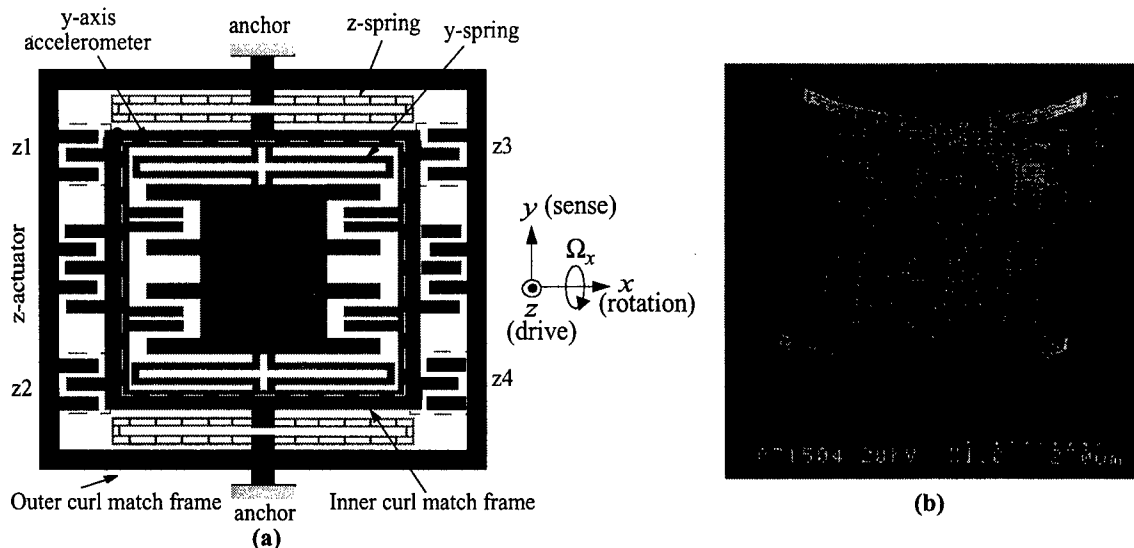 y-axis
accelerometer
anchor
z-spring
y-spring
z1
z3
z-actuator
y (sense)
Ωx
x
(rotation)
z
(drive)
z2
z4
Outer curl match frame
anchor
Inner curl match frame
(a)
20KV
(b)